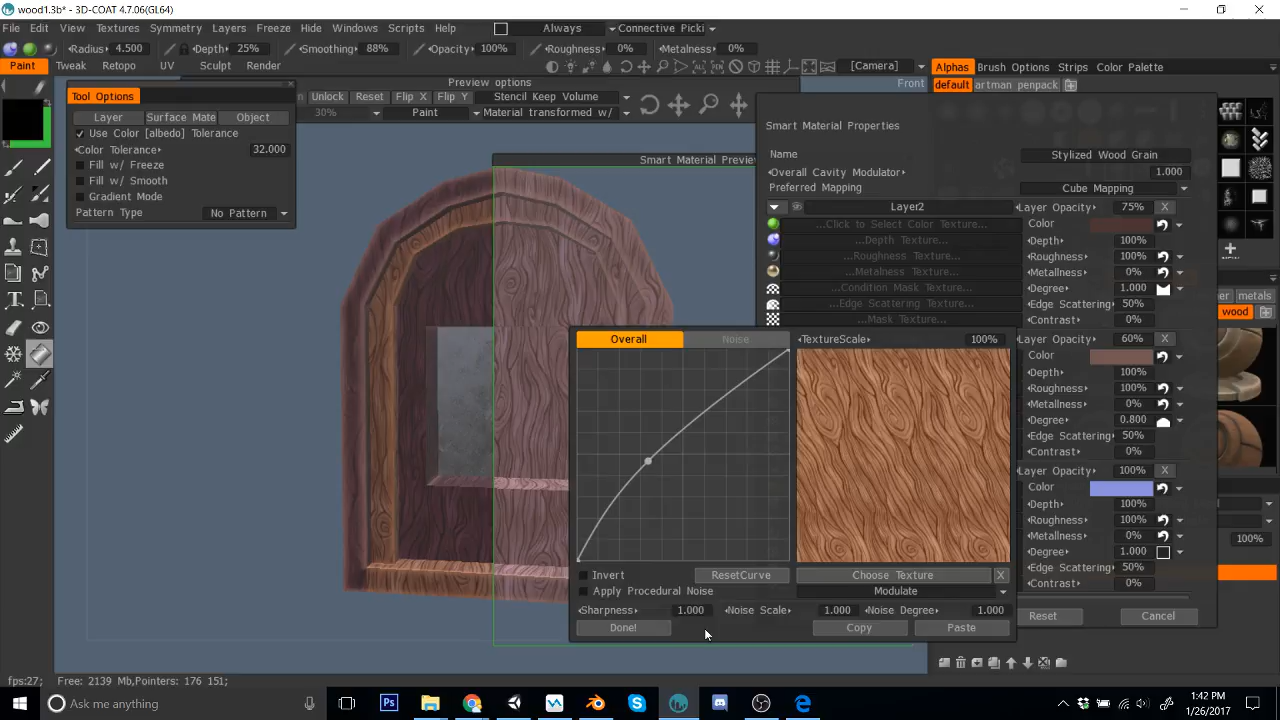 wood1.3b* - 3D-COAT 4.7.06(GL64)
File Edit View Textures Symmetry Layers Freeze Hide Windows Scripts Help Always Connective Picki
Radius 4.500 Depth 25% Smoothing 88% Opacity 100% Roughness 0% Metalness 0%
Paint Tweak Retopo UV Sculpt Render [Camera] Alphas Brush Options Strips Color Palette
Preview options Front default artman penpack
Tool Options Unlock Reset Flip X Flip Y Stencil Keep Volume
30% Paint Material transformed w/
Layer Surface Mate Object
Use Color [albedo] Tolerance
Color Tolerance 32.000
Fill w/ Freeze
Fill w/ Smooth
Gradient Mode
Pattern Type No Pattern
Smart Material Preview
Smart Material Properties
Name Stylized Wood Grain
Overall Cavity Modulator 1.000
Preferred Mapping Cube Mapping
Layer2 Layer Opacity 75% X
...Click to Select Color Texture... Color
...Depth Texture... Depth 100%
...Roughness Texture... Roughness 100%
...Metalness Texture... Metallness 0%
...Condition Mask Texture... Degree 1.000
...Edge Scattering Texture... Edge Scattering 50%
...Mask Texture... Contrast 0%
NEW
er metals
wood
Overall Noise TextureScale 100%
Layer Opacity 60% X
Color
Depth 100%
Roughness 100%
Metallness 0%
Degree 0.800
Edge Scattering 50%
Contrast 0%
Layer Opacity 100% X
Color
Depth 100%
Roughness 100%
Metallness 0%
100%
Degree 1.000
Edge Scattering 50%
Contrast 0%
Invert ResetCurve Choose Texture X
Apply Procedural Noise Modulate
Sharpness 1.000 Noise Scale 1.000 Noise Degree 1.000
Done! Copy Paste
Reset Cancel
fps:27; Free: 2139 Mb,Pointers: 176 151;
Ask me anything
Ps
1:42 PM
1/26/2017